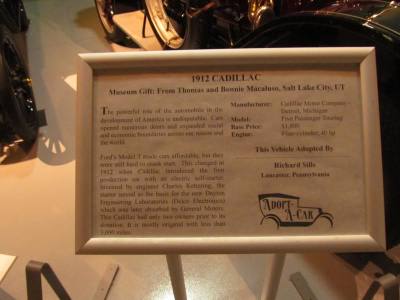 1912 CADILLAC
Museum Gift: From Thomas and Bonnie Macaluso, Salt Lake City, UT
The powerful role of the automobile in the
development of America is indisputable. Cars
opened numerous doors and expanded social
and economic boundaries across our nation and
the world.
Ford's Model T made cars affordable, but they
were still hard to crank start. This changed in
1912 when Cadillac introduced the first
production car with an electric self-starter.
Invented by engineer Charles Kettering, the
starter served as the basis for the new Dayton
Engineering Laboratories (Delco Electronics)
which was later absorbed by General Motors.
This Cadillac had only two owners prior to its
donation. It is mostly original with less than
3,000 miles.
Manufacturer: Cadillac Motor Company -
Detroit, Michigan
Model: Five Passenger Touring
Base Price: $1,800
Engine: Four-cylinder, 40 hp
This Vehicle Adopted By
Richard Sills
Lancaster, Pennsylvania
ADOPT
-A-CAR